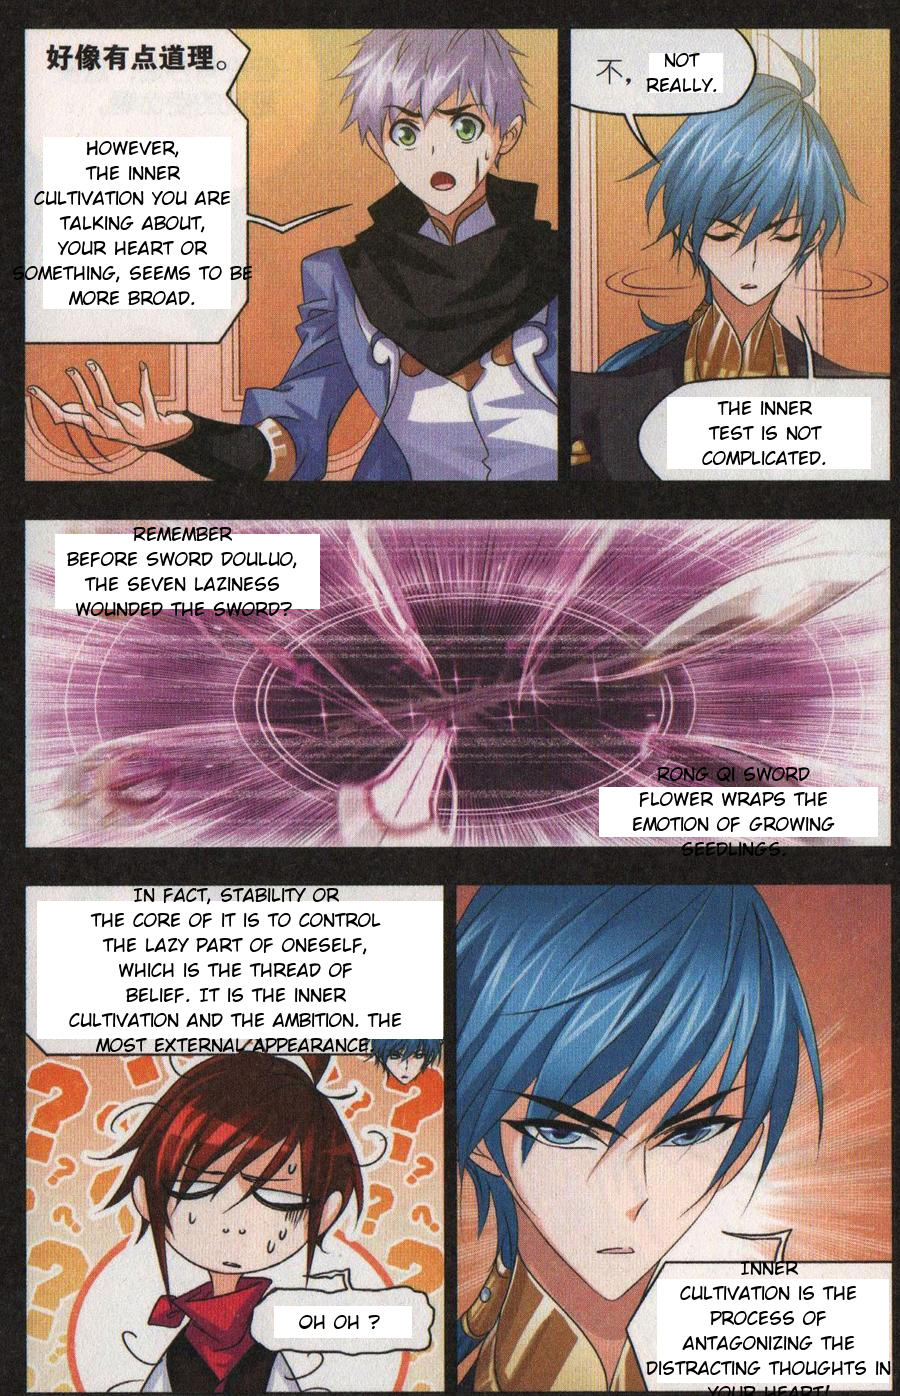 好像有点道理。
HOWEVER,
THE INNER
CULTIVATION YOU ARE
TALKING ABOUT,
YOUR HEART OR
SOMETHING, SEEMS TO BE
MORE BROAD.
不，
NOT
REALLY.
THE INNER
TEST IS NOT
COMPLICATED.
REMEMBER
BEFORE SWORD DOULUO,
THE SEVEN LAZINESS
WOUNDED THE SWORD?
RONG QI SWORD
FLOWER WRAPS THE
EMOTION OF GROWING
SEEDLINGS.
IN FACT, STABILITY OR
THE CORE OF IT IS TO CONTROL
THE LAZY PART OF ONESELF,
WHICH IS THE THREAD OF
BELIEF. IT IS THE INNER
CULTIVATION AND THE AMBITION. THE
MOST EXTERNAL APPEARANCE.
OH OH ?
INNER
CULTIVATION IS THE
PROCESS OF
ANTAGONIZING THE
DISTRACTING THOUGHTS IN
YOUR HEART!